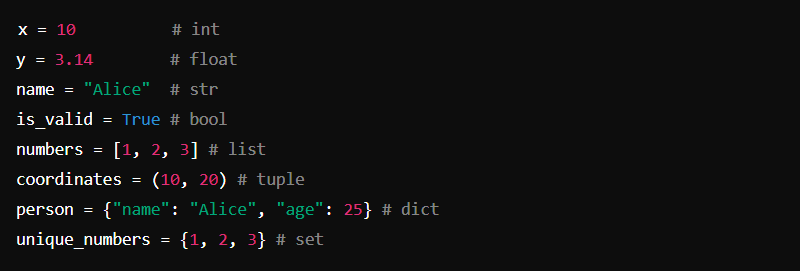 x = 10          # int
y = 3.14        # float
name = "Alice"  # str
is_valid = True # bool
numbers = [1, 2, 3] # list
coordinates = (10, 20) # tuple
person = {"name": "Alice", "age": 25} # dict
unique_numbers = {1, 2, 3} # set